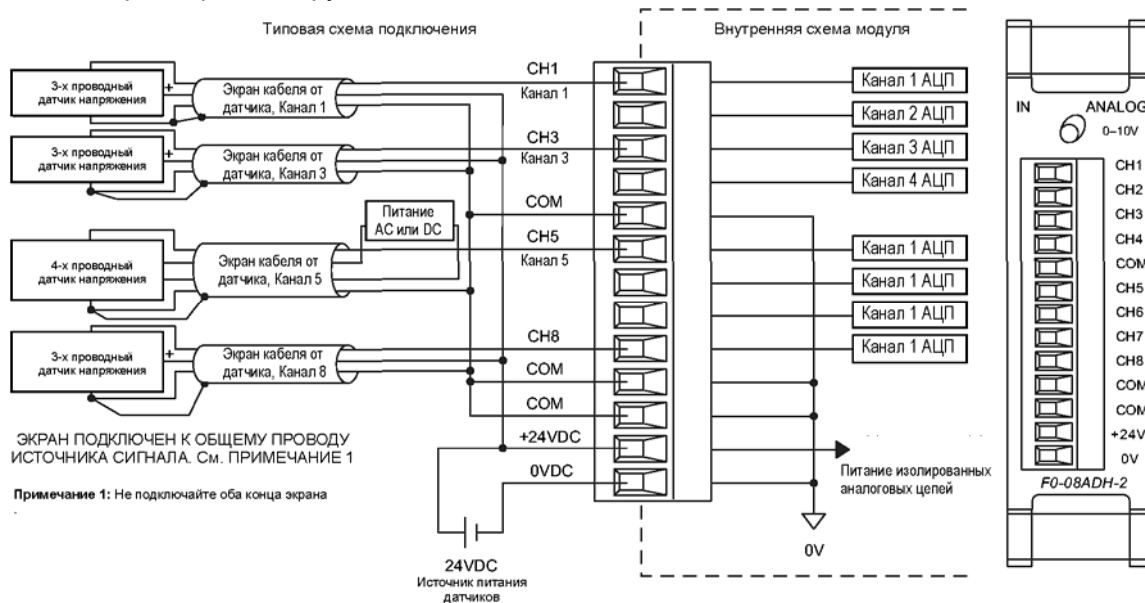 Типовая схема подключения
Внутренняя схема модуля
3-х проводный
датчик напряжения
+
Экран кабеля от
датчика, Канал 1
CH1
Канал 1
3-х проводный
датчик напряжения
+
Экран кабеля от
датчика, Канал 3
CH3
Канал 3
COM
Питание
AC или DC
4-х проводный
датчик напряжения
Экран кабеля от
датчика, Канал 5
CH5
Канал 5
3-х проводный
датчик напряжения
+
Экран кабеля от
датчика, Канал 8
CH8
COM
COM
+24VDC
0VDC
ЭКРАН ПОДКЛЮЧЕН К ОБЩЕМУ ПРОВОДУ
ИСТОЧНИКА СИГНАЛА. См. ПРИМЕЧАНИЕ 1
Примечание 1: Не подключайте оба конца экрана
24VDC
Источник питания
датчиков
Канал 1 АЦП
Канал 2 АЦП
Канал 3 АЦП
Канал 4 АЦП
Канал 1 АЦП
Канал 1 АЦП
Канал 1 АЦП
Канал 1 АЦП
Питание изолированных
аналоговых цепей
0V
IN
ANALOG
0–10V
CH1
CH2
CH3
CH4
COM
CH5
CH6
CH7
CH8
COM
COM
+24V
0V
F0-08ADH-2